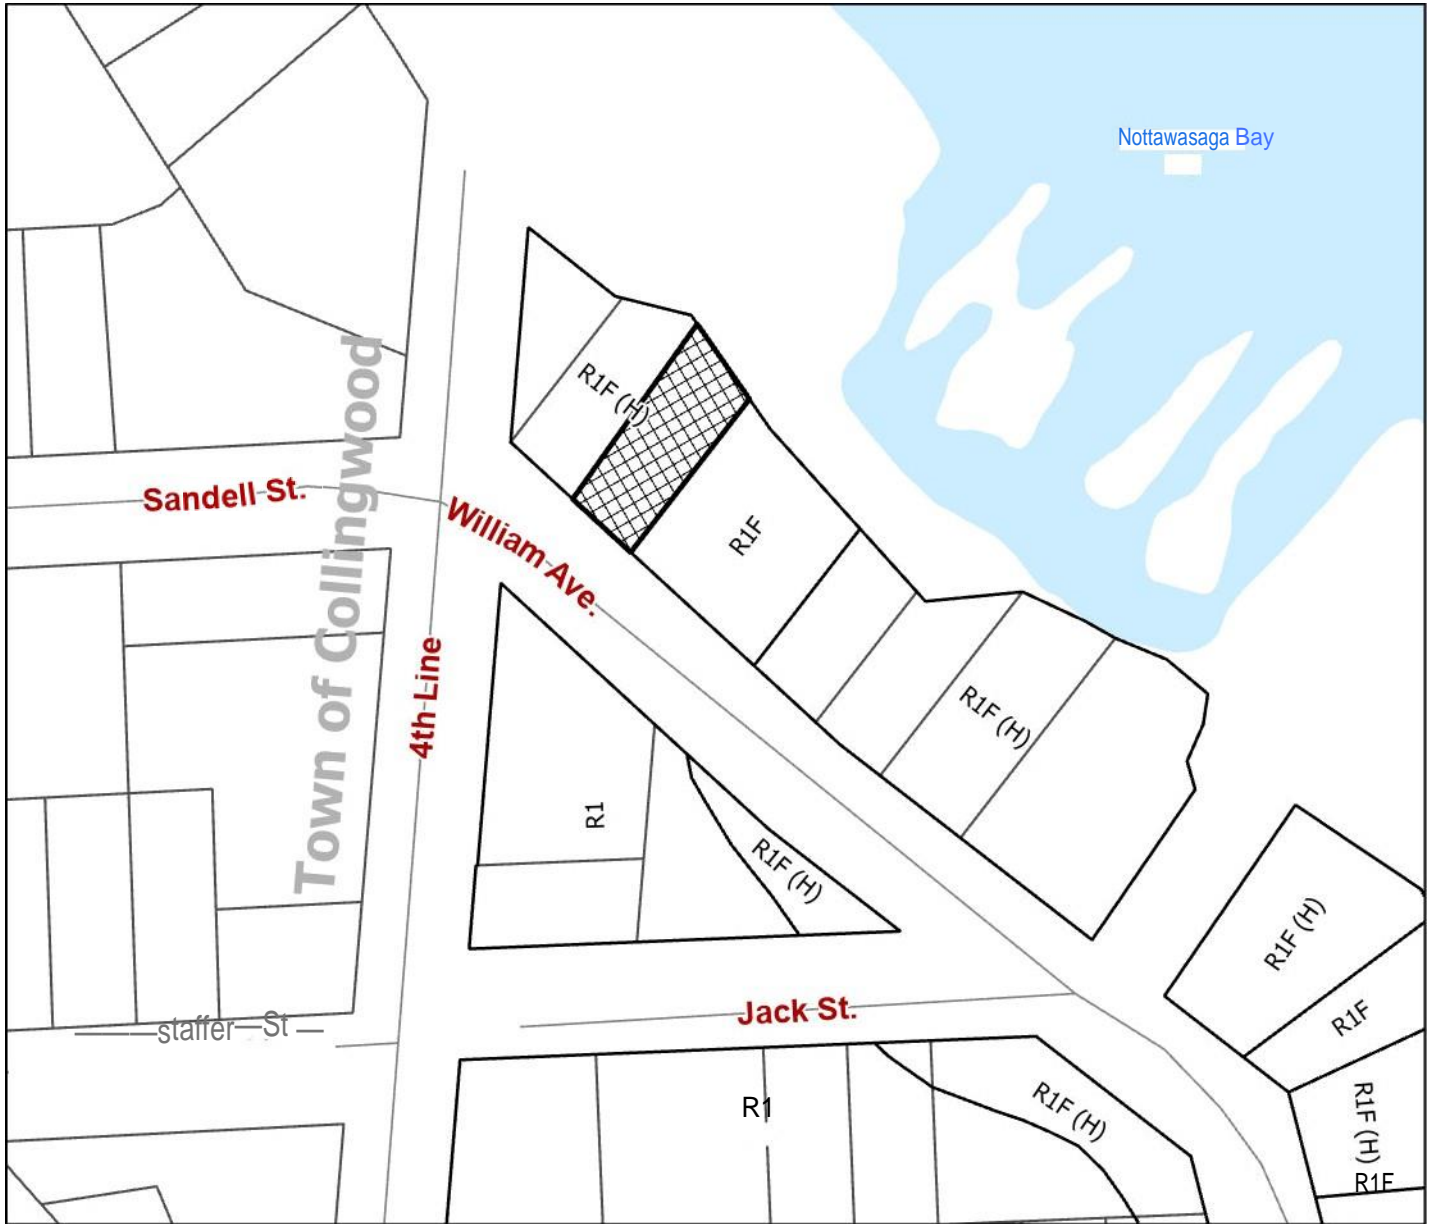 Nottawasaga Bay
R1F (H)
Sandell St.
Town of Collingwood
William Ave.
R1F
4th Line
R1F (H)
R1
R1F (H)
R1F (H)
Jack St.
staffer St
R1F
R1
R1F (H)
R1F (H)
R1F